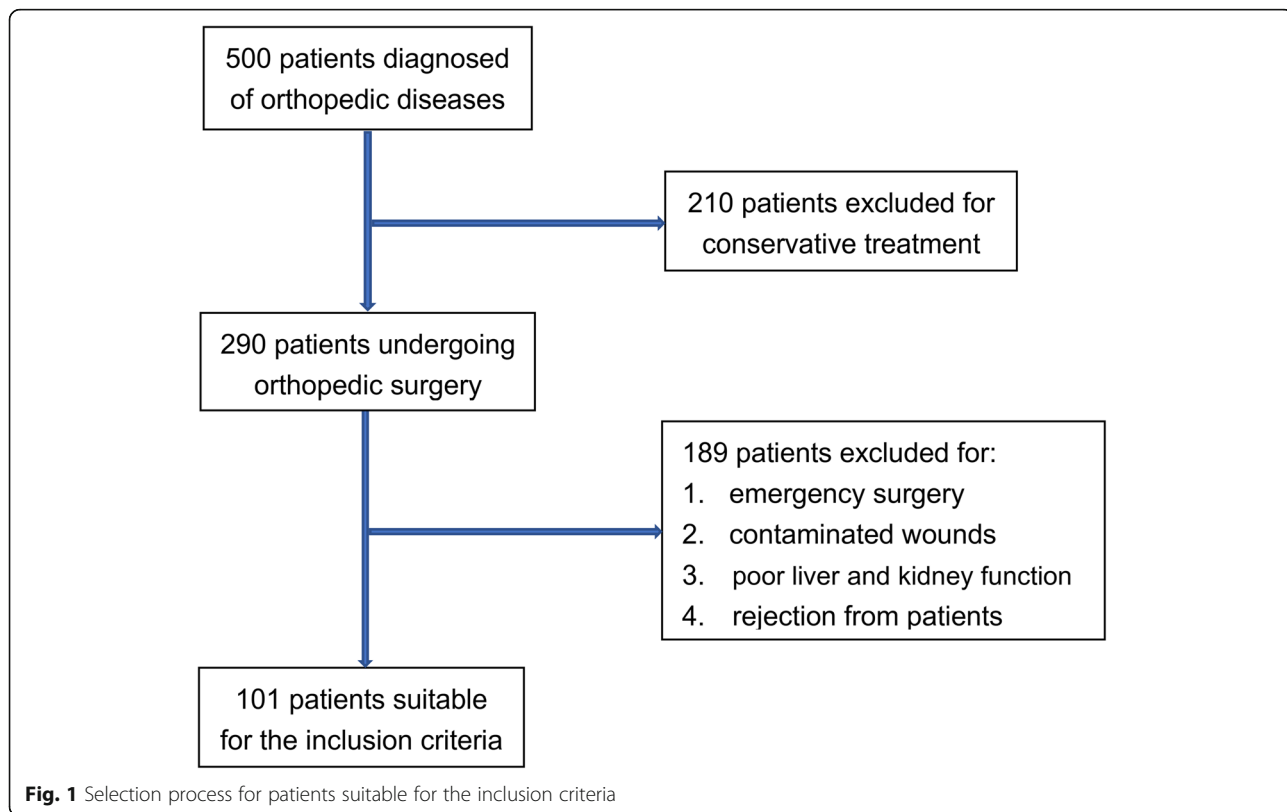 500 patients diagnosed
of orthopedic diseases
210 patients excluded for
conservative treatment
290 patients undergoing
orthopedic surgery
189 patients excluded for:
1. emergency surgery
2. contaminated wounds
3. poor liver and kidney function
4. rejection from patients
101 patients suitable
for the inclusion criteria
Fig. 1 Selection process for patients suitable for the inclusion criteria